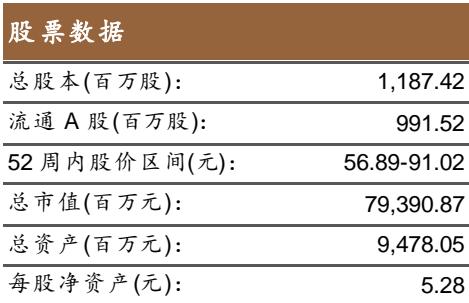 股票数据
总股本(百万股): 1,187.42
流通 A 股(百万股): 991.52
52 周内股价区间(元): 56.89-91.02
总市值(百万元): 79,390.87
总资产(百万元): 9,478.05
每股净资产(元): 5.28